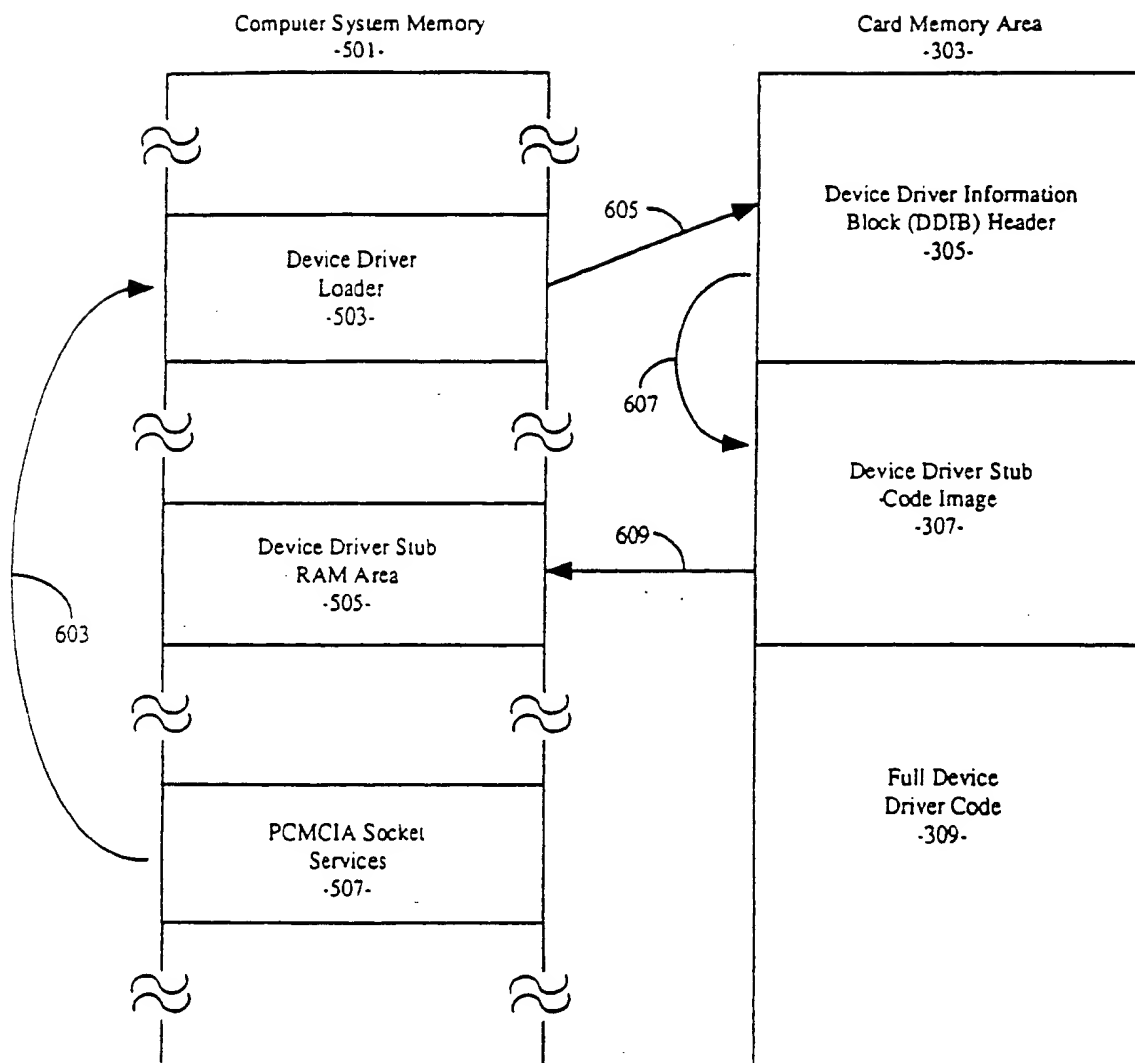 Computer System Memory
-501-
Card Memory Area
-303-
Device Driver Information
Block (DDIB) Header
-305-
605
Device Driver
Loader
-503-
607
Device Driver Stub
Code Image
-307-
609
Device Driver Stub
RAM Area
-505-
603
Full Device
Driver Code
-309-
PCMCIA Socket
Services
-507-